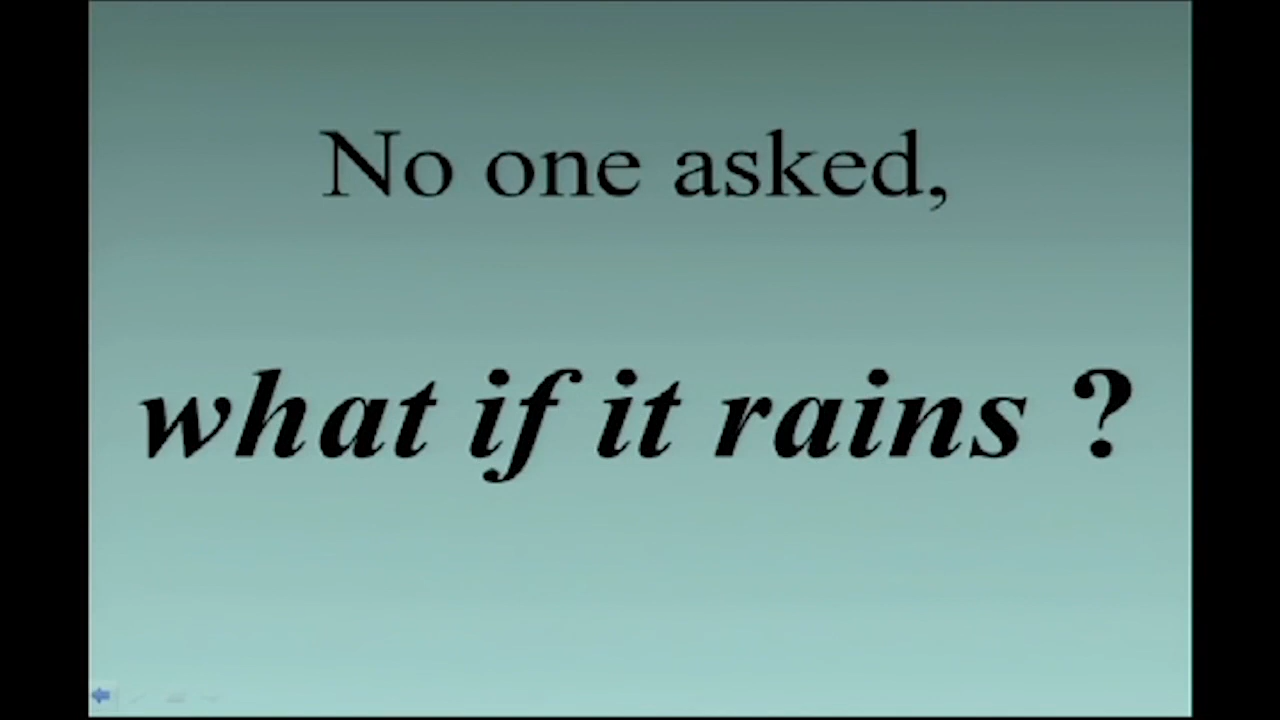 No one asked,
what if it rains ?